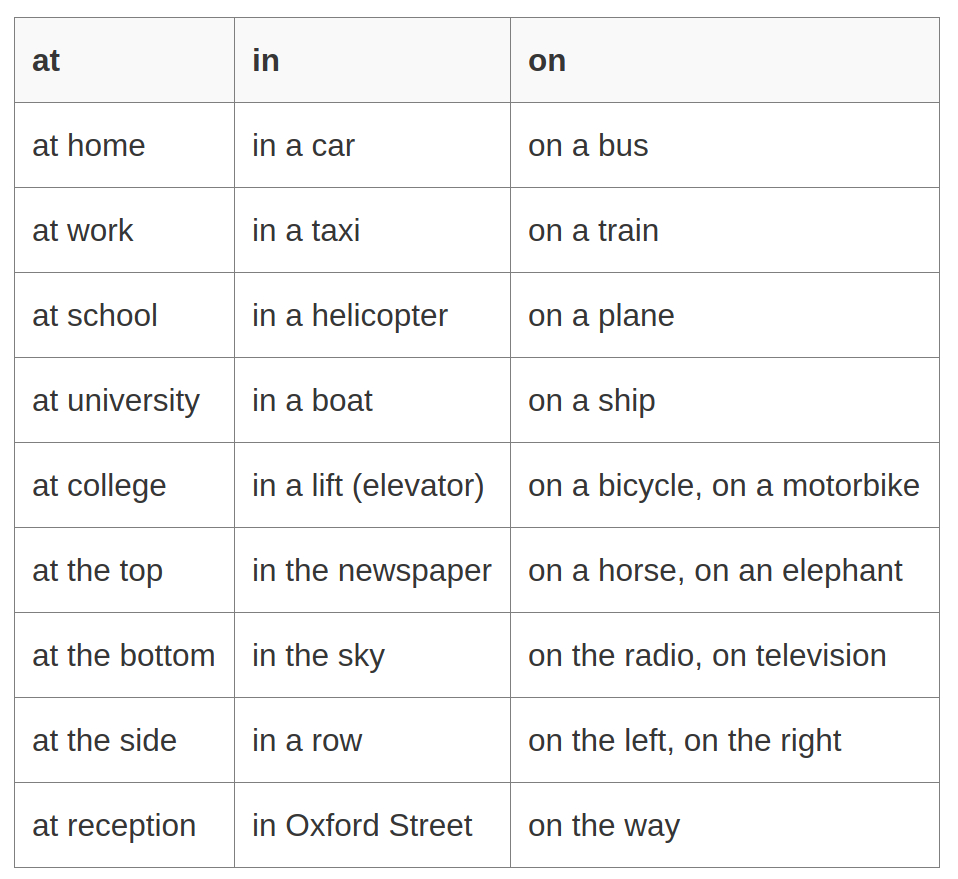 at in on
at home in a car on a bus
at work in a taxi on a train
at school in a helicopter on a plane
at university in a boat on a ship
at college in a lift (elevator) on a bicycle, on a motorbike
at the top in the newspaper on a horse, on an elephant
at the bottom in the sky on the radio, on television
at the side in a row on the left, on the right
at reception in Oxford Street on the way